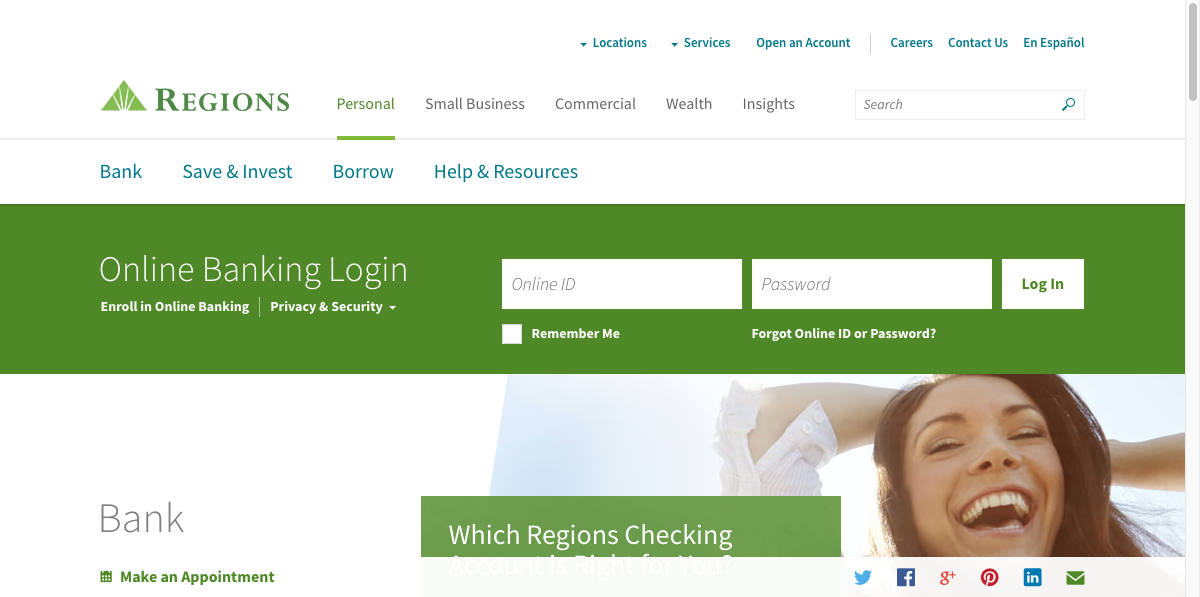 Locations Services Open an Account Careers Contact Us En Español
REGIONS
Personal Small Business Commercial Wealth Insights Search
Bank Save & Invest Borrow Help & Resources
Online Banking Login
Enroll in Online Banking Privacy & Security
Online ID Password Log In
Remember Me Forgot Online ID or Password?
Bank
Make an Appointment
Which Regions Checking
Account is Right for You?